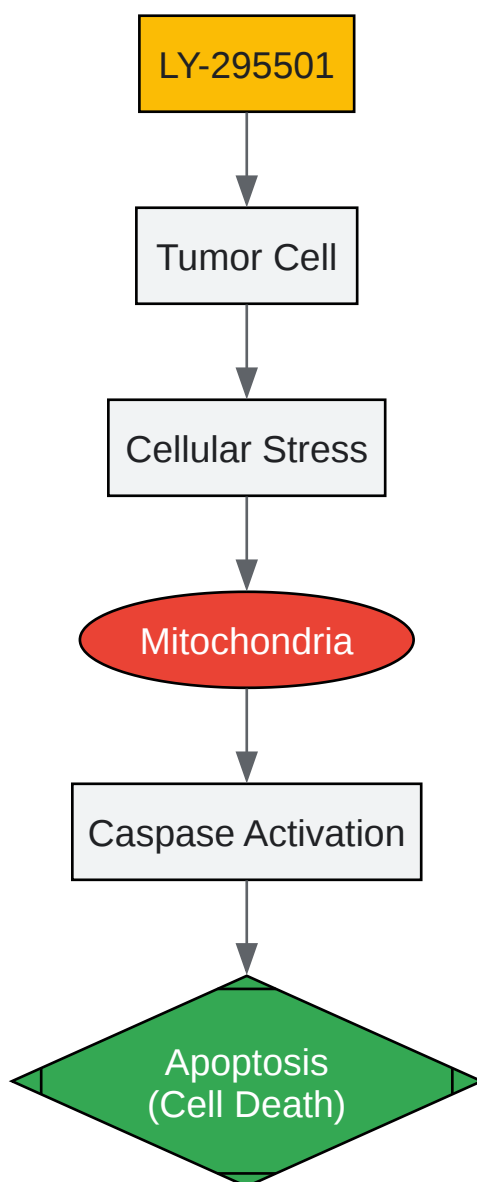 LY-295501
Tumor Cell
Cellular Stress
Mitochondria
Caspase Activation
Apoptosis
(Cell Death)